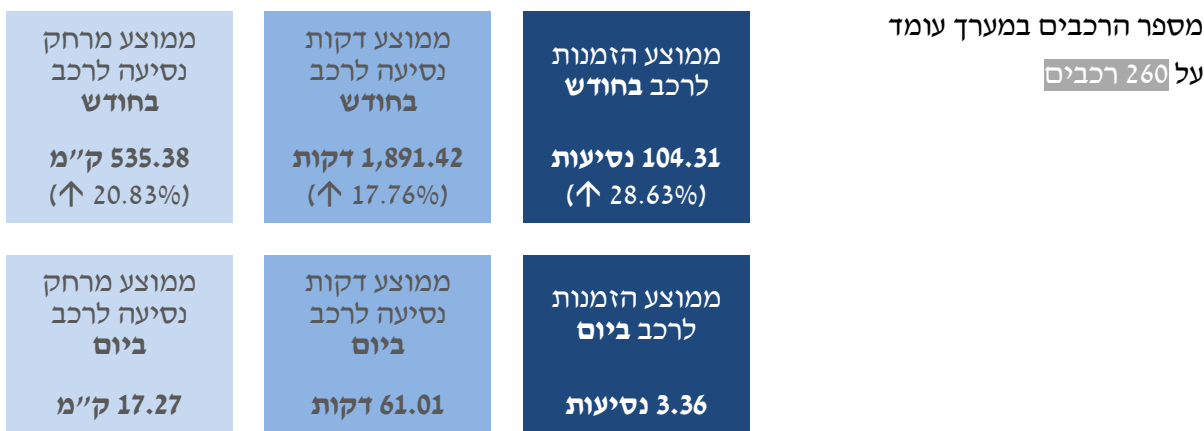 מספר הרכבים במערך עומד
על 260 רכבים
ממוצע הזמנות
לרכב בחודש
104.31 נסיעות
(↑ 28.63%)
ממוצע דקות
נסיעה לרכב
בחודש
1,891.42 דקות
(↑ 17.76%)
ממוצע מרחק
נסיעה לרכב
בחודש
535.38 ק״מ
(↑ 20.83%)
ממוצע הזמנות
לרכב ביום
3.36 נסיעות
ממוצע דקות
נסיעה לרכב
ביום
61.01 דקות
ממוצע מרחק
נסיעה לרכב
ביום
17.27 ק״מ